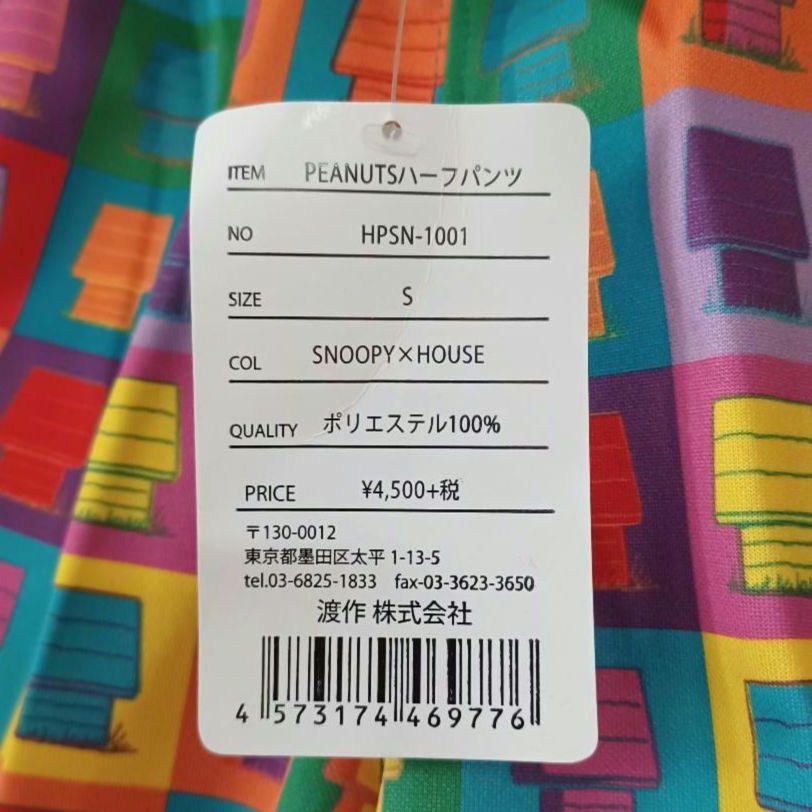 ITEM PEANUTSハーフパンツ
NO HPSN-1001
SIZE S
COL SNOOPY×HOUSE
QUALITY ポリエステル100%
PRICE ¥4,500+税
〒130-0012
東京都墨田区太平 1-13-5
tel.03-6825-1833 fax-03-3623-3650
渡作 株式会社
4 573174 469776